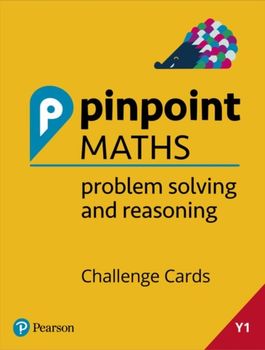 p pinpoint
MATHS
problem solving
and reasoning
Challenge Cards
Pearson
Y1